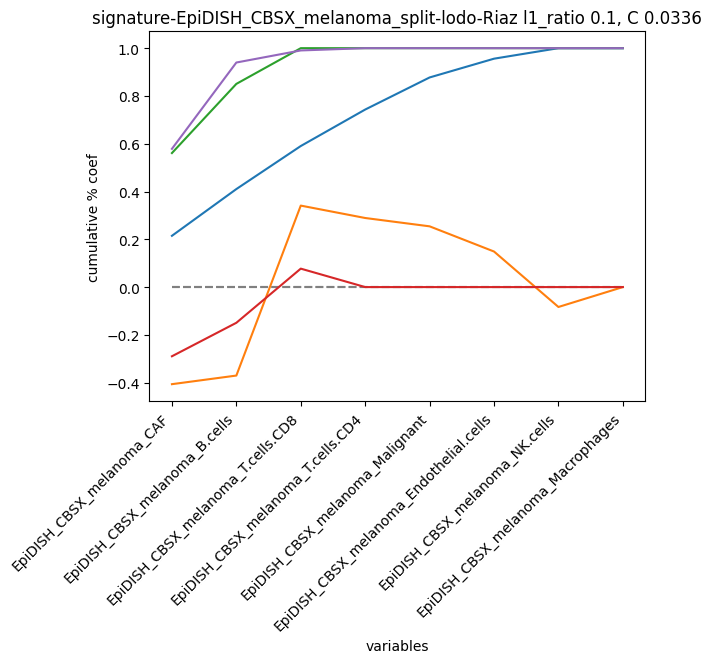 signature-EpiDISH_CBSX_melanoma_split-lodo-Riaz l1_ratio 0.1, C 0.0336
cumulative % coef
1.0
0.8
0.6
0.4
0.2
0.0
−0.2
−0.4
EpiDISH_CBSX_melanoma_CAF
EpiDISH_CBSX_melanoma_B.cells
EpiDISH_CBSX_melanoma_T.cells.CD8
EpiDISH_CBSX_melanoma_T.cells.CD4
EpiDISH_CBSX_melanoma_Malignant
EpiDISH_CBSX_melanoma_Endothelial.cells
EpiDISH_CBSX_melanoma_NK.cells
EpiDISH_CBSX_melanoma_Macrophages
variables